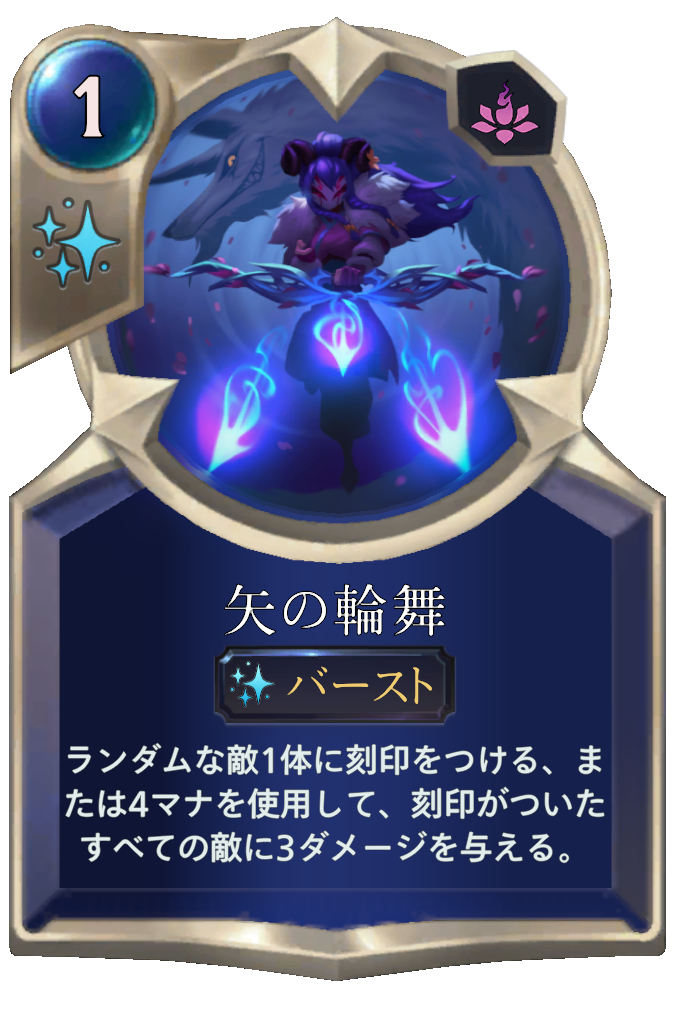 1
矢の輪舞
バースト
ランダムな敵1体に刻印をつける、ま
たは4マナを使用して、刻印がついた
すべての敵に3ダメージを与える。